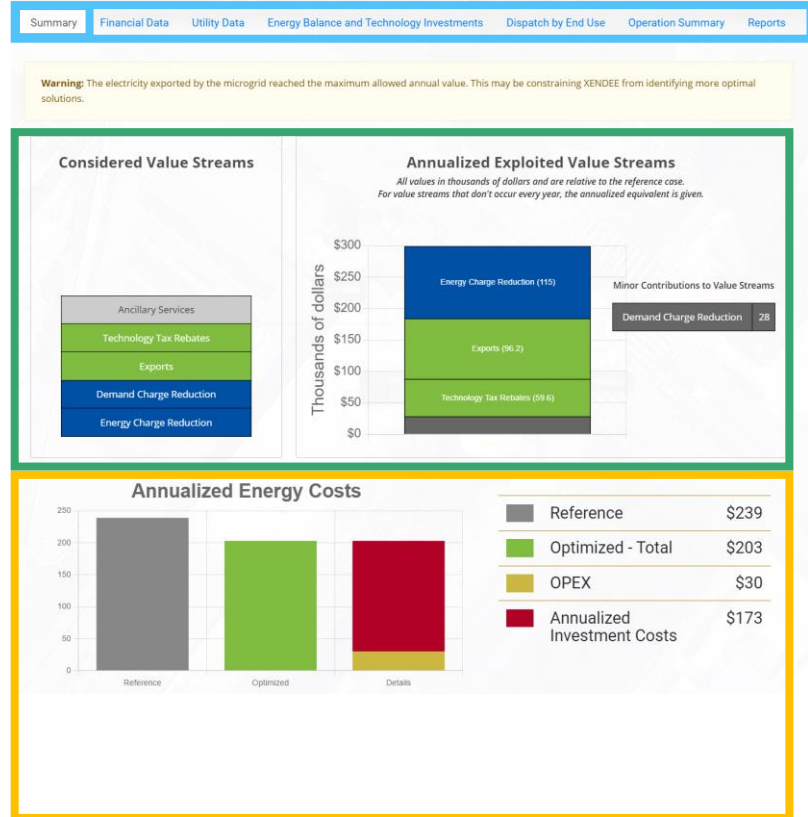 Summary Financial Data Utility Data Energy Balance and Technology Investments Dispatch by End Use Operation Summary Reports
Warning: The electricity exported by the microgrid reached the maximum allowed annual value. This may be constraining XENDEE from identifying more optimal
solutions.
Considered Value Streams
Ancillary Services
Technology Tax Rebates
Exports
Demand Charge Reduction
Energy Charge Reduction
Annualized Exploited Value Streams
All values in thousands of dollars and are relative to the reference case.
For value streams that don't occur every year, the annualized equivalent is given.
Thousands of dollars
$300
$250
$200
$150
$100
$50
$0
Energy Charge Reduction (115)
Exports (96.2)
Technology Tax Rebates (59.6)
Minor Contributions to Value Streams
Demand Charge Reduction 28
Annualized Energy Costs
250
200
150
100
50
0
Reference Optimized Details
Reference $239
Optimized - Total $203
OPEX $30
Annualized $173
Investment Costs